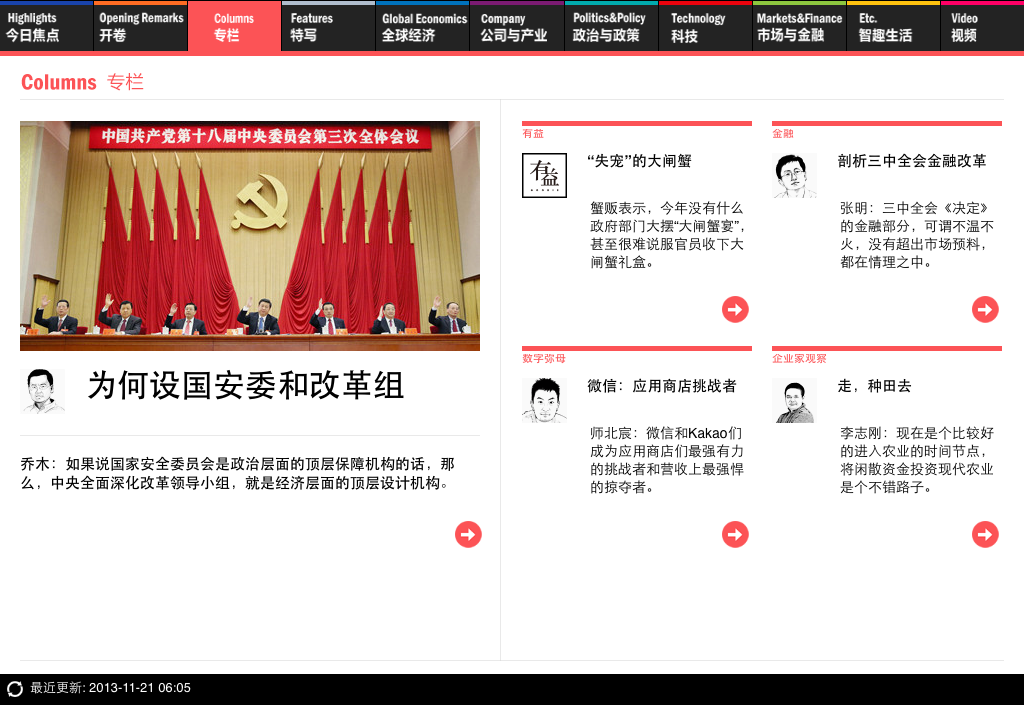 Highlights
今日焦点
Opening Remarks
开卷
Columns
专栏
Features
特写
Global Economics
全球经济
Company
公司与产业
Politics&Policy
政治与政策
Technology
科技
Markets&Finance
市场与金融
Etc.
智趣生活
Video
视频
Columns 专栏
中国共产党第十八届中央委员会第三次全体会议
为何设国安委和改革组
乔木：如果说国家安全委员会是政治层面的顶层保障机构的话，那
么，中央全面深化改革领导小组，就是经济层面的顶层设计机构。
有益
有益
“失宠”的大闸蟹
蟹贩表示，今年没有什么
政府部门大摆“大闸蟹宴”，
甚至很难说服官员收下大
闸蟹礼盒。
金融
剖析三中全会金融改革
张明：三中全会《决定》
的金融部分，可谓不温不
火，没有超出市场预料，
都在情理之中。
数字弥母
微信：应用商店挑战者
师北宸：微信和Kakao们
成为应用商店们最强有力
的挑战者和营收上最强悍
的掠夺者。
企业家观察
走，种田去
李志刚：现在是个比较好
的进入农业的时间节点，
将闲散资金投资现代农业
是个不错路子。
最近更新: 2013-11-21 06:05